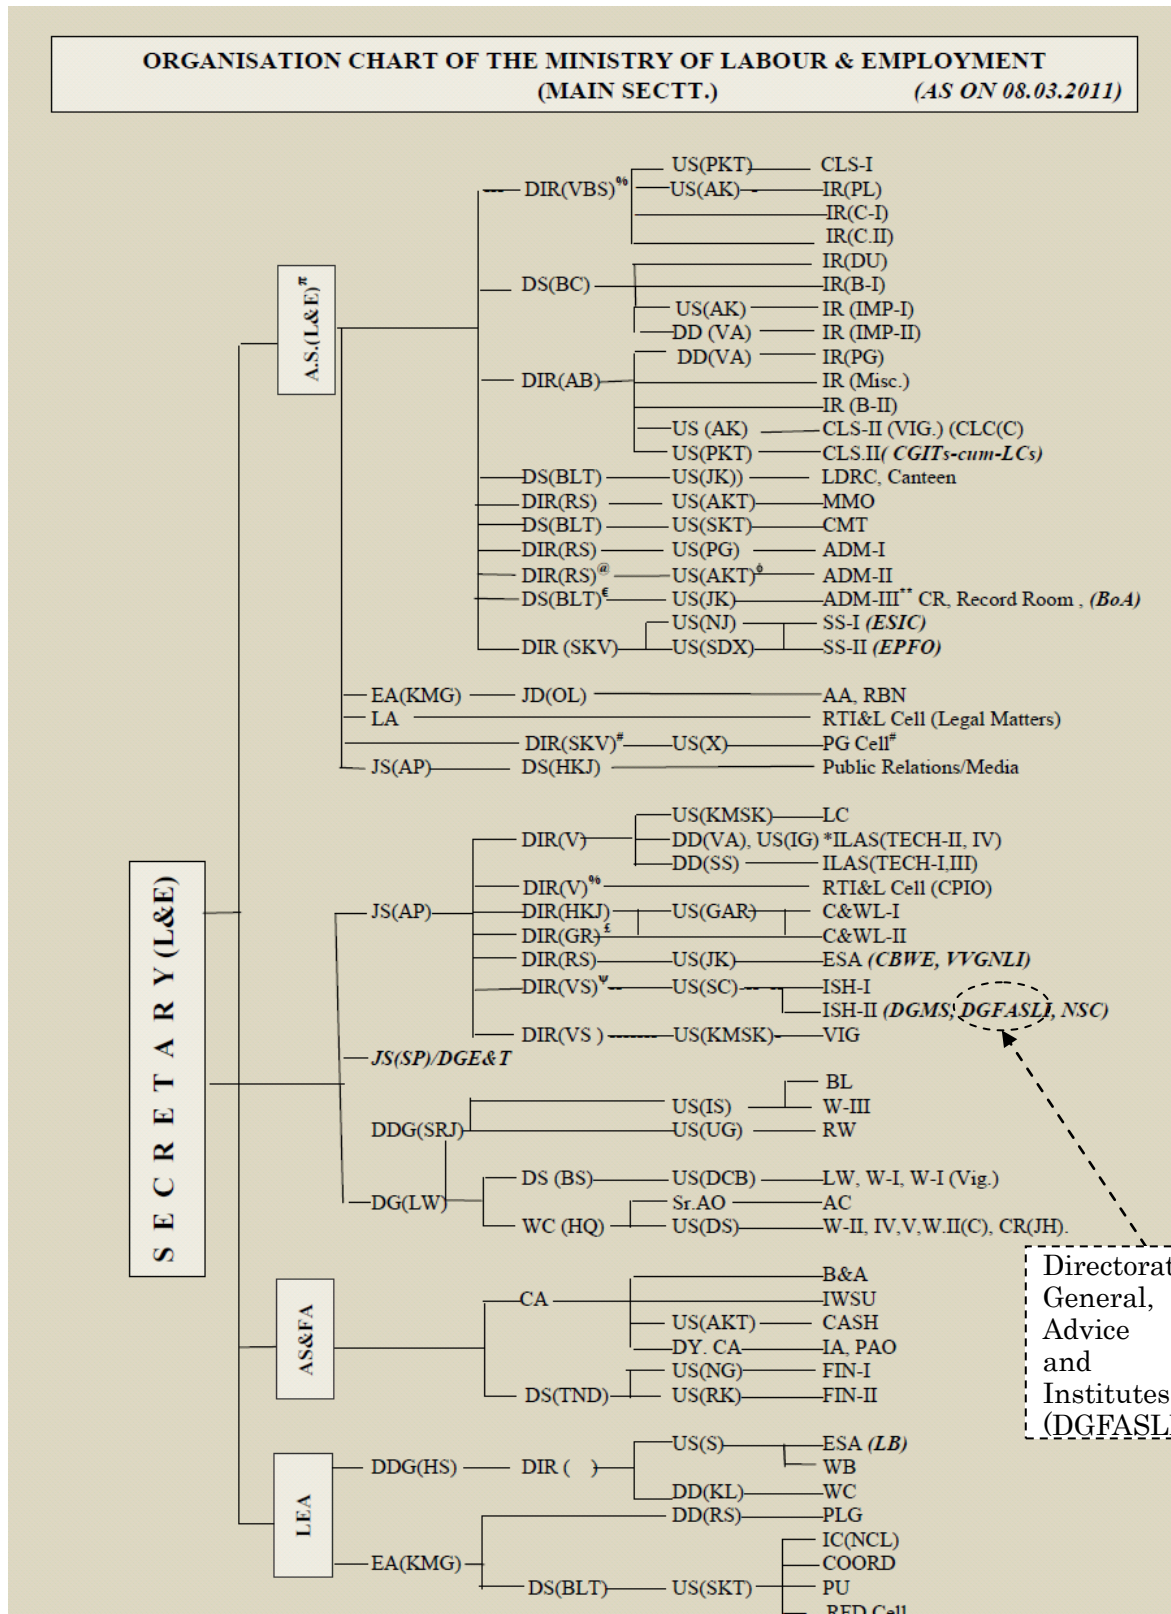 ORGANISATION CHART OF THE MINISTRY OF LABOUR & EMPLOYMENT
(MAIN SECTT.) (AS ON 08.03.2011)
US(PKT) CLS-I
DIR(VBS)% US(AK) IR(PL)
IR(C-I)
IR(C.II)
IR(DU)
A.S.(L&E)π
DS(BC) IR(B-I)
US(AK) IR (IMP-I)
DD (VA) IR (IMP-II)
DD(VA) IR(PG)
DIR(AB) IR (Misc.)
IR (B-II)
US (AK) CLS-II (VIG.) (CLC(C)
US(PKT) CLS.II( CGITs-cum-LCs)
DS(BLT) US(JK)) LDRC, Canteen
DIR(RS) US(AKT) MMO
DS(BLT) US(SKT) CMT
DIR(RS) US(PG) ADM-I
DIR(RS)@ US(AKT)ϕ ADM-II
DS(BLT)€ US(JK) ADM-III** CR, Record Room , (BoA)
US(NJ) SS-I (ESIC)
DIR (SKV) US(SDX) SS-II (EPFO)
EA(KMG) JD(OL) AA, RBN
LA RTI&L Cell (Legal Matters)
DIR(SKV)# US(X) PG Cell#
JS(AP) DS(HKJ) Public Relations/Media
US(KMSK) LC
DIR(V) DD(VA), US(IG) *ILAS(TECH-II, IV)
DD(SS) ILAS(TECH-I,III)
DIR(V)% RTI&L Cell (CPIO)
JS(AP) DIR(HKJ) US(GAR) C&WL-I
DIR(GR)£ C&WL-II
DIR(RS) US(JK) ESA (CBWE, VVGNLI)
DIR(VS)Ψ US(SC) ISH-I
ISH-II (DGMS, DGFASLI, NSC)
DIR(VS ) US(KMSK) VIG
JS(SP)/DGE&T
SECRETARY(L&E)
BL
US(IS) W-III
DDG(SRJ) US(UG) RW
DS (BS) US(DCB) LW, W-I, W-I (Vig.)
DG(LW) Sr.AO AC
WC (HQ) US(DS) W-II, IV,V,W.II(C), CR(JH).
Directorat
General,
Advice
and
Institutes
(DGFASL
B&A
CA IWSU
US(AKT) CASH
AS&FA
DY. CA IA, PAO
US(NG) FIN-I
DS(TND) US(RK) FIN-II
US(S) ESA (LB)
DDG(HS) DIR ( ) WB
DD(KL) WC
LEA
DD(RS) PLG
IC(NCL)
EA(KMG) COORD
DS(BLT) US(SKT) PU
RFD Cell